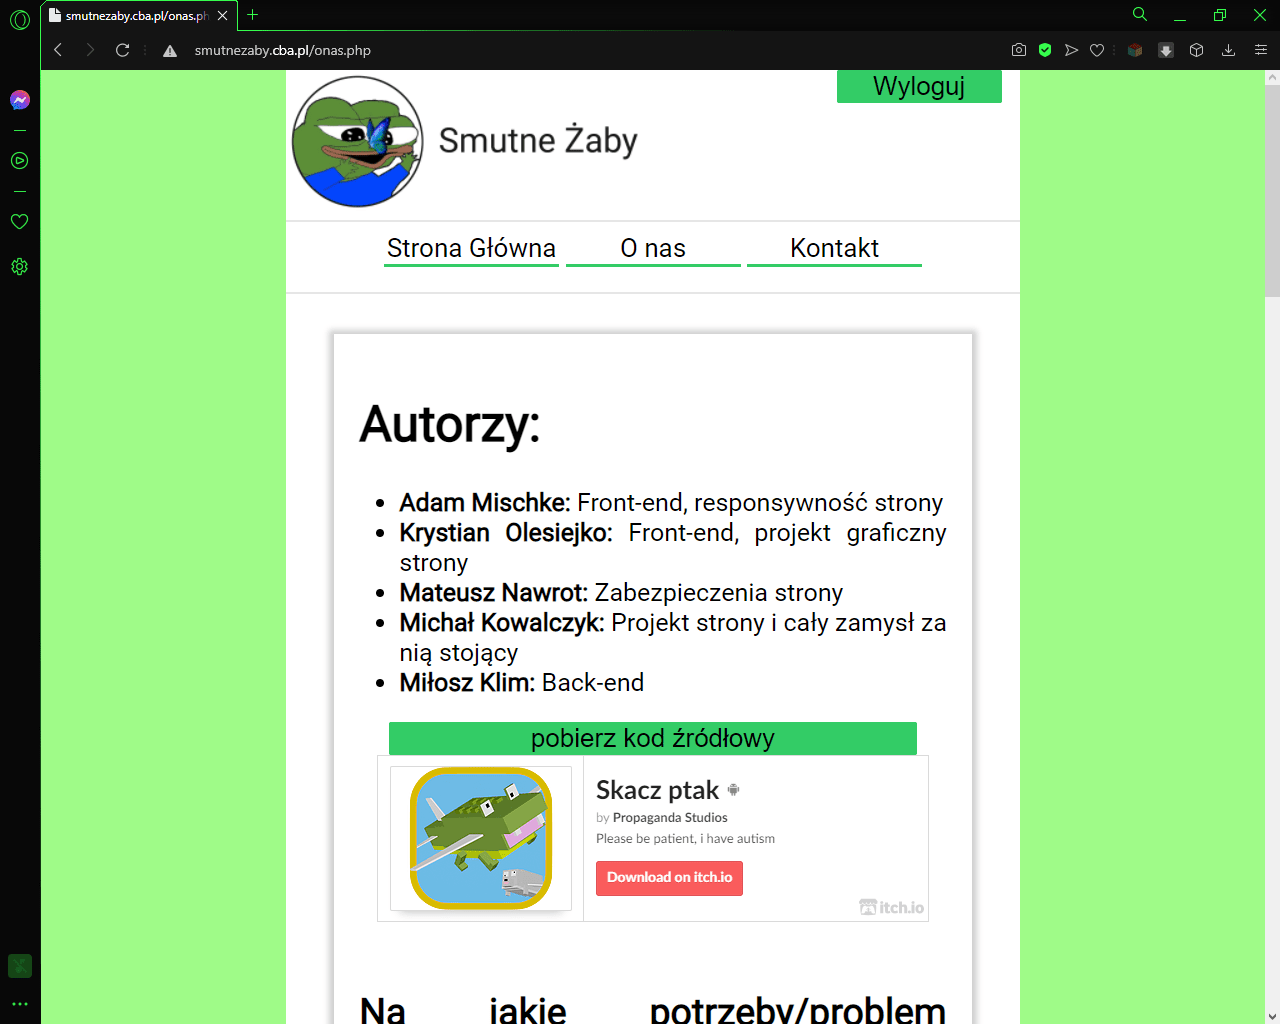 smutnezaby.cba.pl/onas.ph
smutnezaby.cba.pl/onas.php
Wyloguj
Smutne Żaby
Strona Główna O nas Kontakt
Autorzy:
Adam Mischke: Front-end, responsywność strony
Krystian Olesiejko: Front-end, projekt graficzny
strony
Mateusz Nawrot: Zabezpieczenia strony
Michał Kowalczyk: Projekt strony i cały zamysł za
nią stojący
Miłosz Klim: Back-end
pobierz kod źródłowy
Skacz ptak
by Propaganda Studios
Please be patient, i have autism
Download on itch.io
itch.io
Na jakie potrzeby/problem